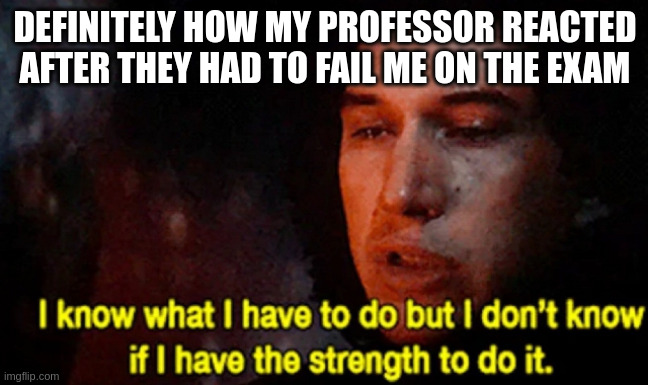 DEFINITELY HOW MY PROFESSOR REACTED
AFTER THEY HAD TO FAIL ME ON THE EXAM
I know what I have to do but I don't know
if I have the strength to do it.
imgflip.com